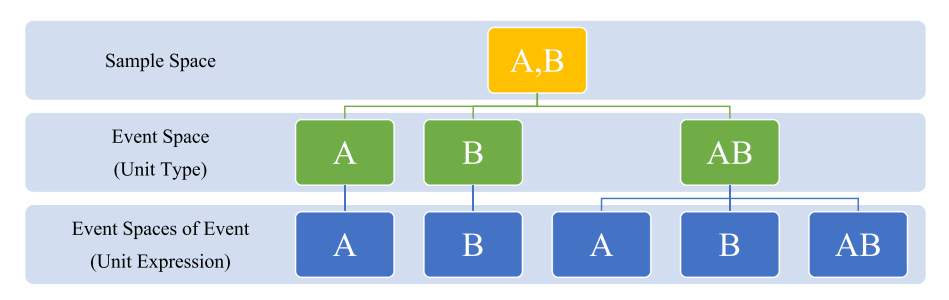 Sample Space
A,B
Event Space
(Unit Type)
A
B
AB
Event Spaces of Event
(Unit Expression)
A
B
A
B
AB